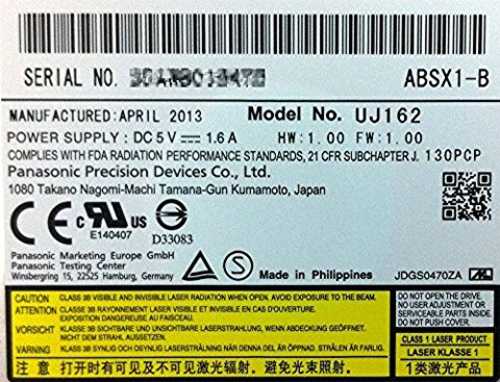 SERIAL NO. ABSX1-B
MANUFACTURED: APRIL 2013 Model No. UJ162
POWER SUPPLY : DC 5 V ⎓ 1.6 A HW: 1.00 FW: 1.00
COMPLIES WITH FDA RADIATION PERFORMANCE STANDARDS, 21 CFR SUBCHAPTER J. 130PCP
Panasonic Precision Devices Co., Ltd.
1080 Takano Nagomi-Machi Tamana-Gun Kumamoto, Japan
CE c UR us
E140407 D33083
Panasonic Marketing Europe GmbH
Panasonic Testing Center
Winsbergring 15, 22525 Hamburg, Germany
Made in Philippines JDGS0470ZA
CAUTION CLASS 3B VISIBLE AND INVISIBLE LASER RADIATION WHEN OPEN. AVOID EXPOSURE TO THE BEAM.
ATTENTION CLASSE 3B RAYONNEMENT LASER VISIBLE ET INVISIBLE EN CAS D'OUVERTURE.
EXPOSITION DANGEREUSE AU FAISCEAU.
VORSICHT KLASSE 3B SICHTBARE UND UNSICHTBARE LASERSTRAHLUNG, WENN ABDECKUNG GEÖFFNET.
NICHT DEM STRAHL AUSSETZEN.
VARNING KLASS 3B SYNLIG OCH OSYNLIG LASERSTRÅLNING NÄR DENNA DEL ÄR ÖPPNAD. STRÅLEN ÄR FARLIG.
注意 打开时有可见及不可见激光辐射。避免光束照射。
DO NOT OPEN THE DRIVE.
NO USER ADJUSTMENT OR
SERVICEABLE PARTS INSIDE.
DO NOT COVER THIS LABEL.
CLASS 1 LASER PRODUCT
LASER KLASSE 1
1类激光产品